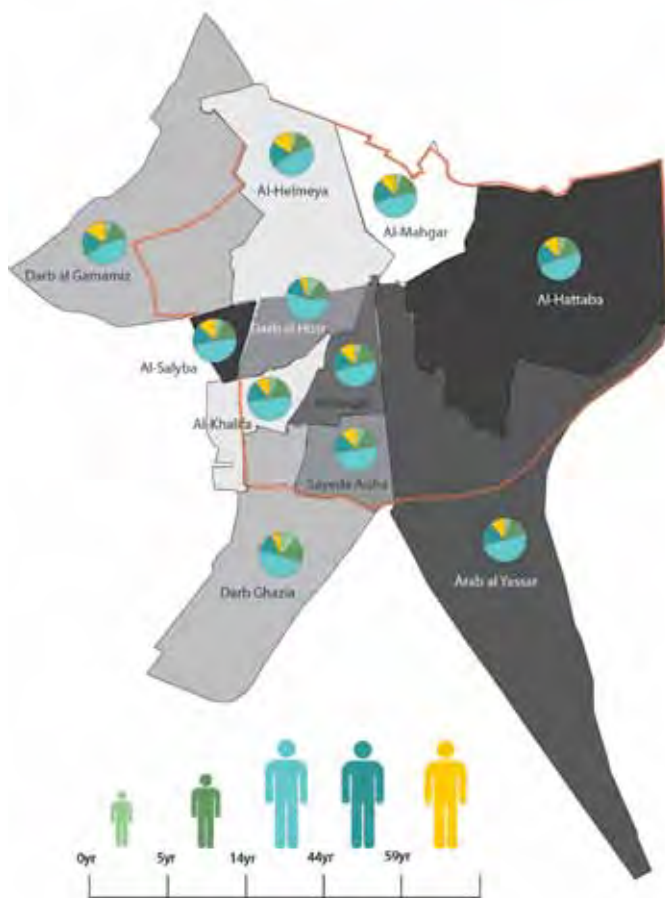 Al-Helmeya
Al-Mahgar
Darb al Gamamiz
Al-Hattaba
Darb al Hosr
Al-Salyba
Al-Khalifa
Sayeda Aisha
Darb Ghazia
Arab al Yassar
0yr 5yr 14yr 44yr 59yr